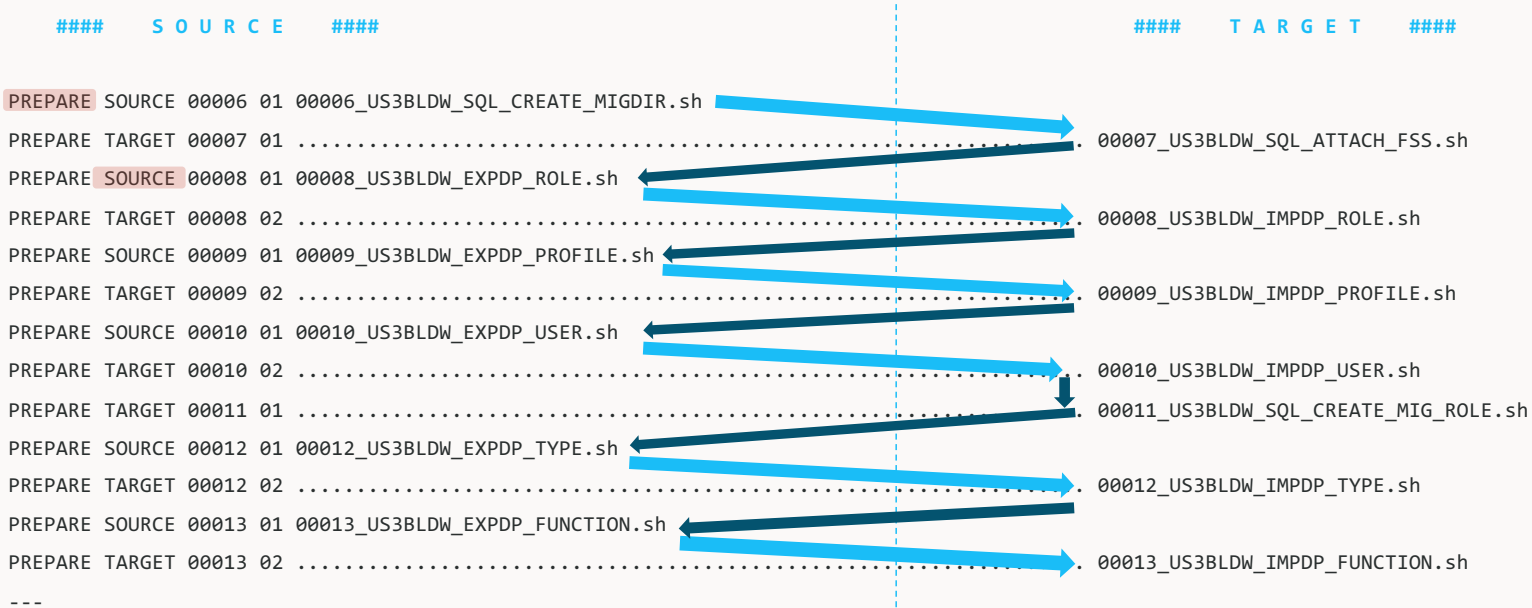 #### S O U R C E #### #### T A R G E T ####
PREPARE SOURCE 00006 01 00006_US3BLDW_SQL_CREATE_MIGDIR.sh
PREPARE TARGET 00007 01 .................................................................. 00007_US3BLDW_SQL_ATTACH_FSS.sh
PREPARE SOURCE 00008 01 00008_US3BLDW_EXPDP_ROLE.sh
PREPARE TARGET 00008 02 .................................................................. 00008_US3BLDW_IMPDP_ROLE.sh
PREPARE SOURCE 00009 01 00009_US3BLDW_EXPDP_PROFILE.sh
PREPARE TARGET 00009 02 .................................................................. 00009_US3BLDW_IMPDP_PROFILE.sh
PREPARE SOURCE 00010 01 00010_US3BLDW_EXPDP_USER.sh
PREPARE TARGET 00010 02 .................................................................. 00010_US3BLDW_IMPDP_USER.sh
PREPARE TARGET 00011 01 .................................................................. 00011_US3BLDW_SQL_CREATE_MIG_ROLE.sh
PREPARE SOURCE 00012 01 00012_US3BLDW_EXPDP_TYPE.sh
PREPARE TARGET 00012 02 .................................................................. 00012_US3BLDW_IMPDP_TYPE.sh
PREPARE SOURCE 00013 01 00013_US3BLDW_EXPDP_FUNCTION.sh
PREPARE TARGET 00013 02 .................................................................. 00013_US3BLDW_IMPDP_FUNCTION.sh
---